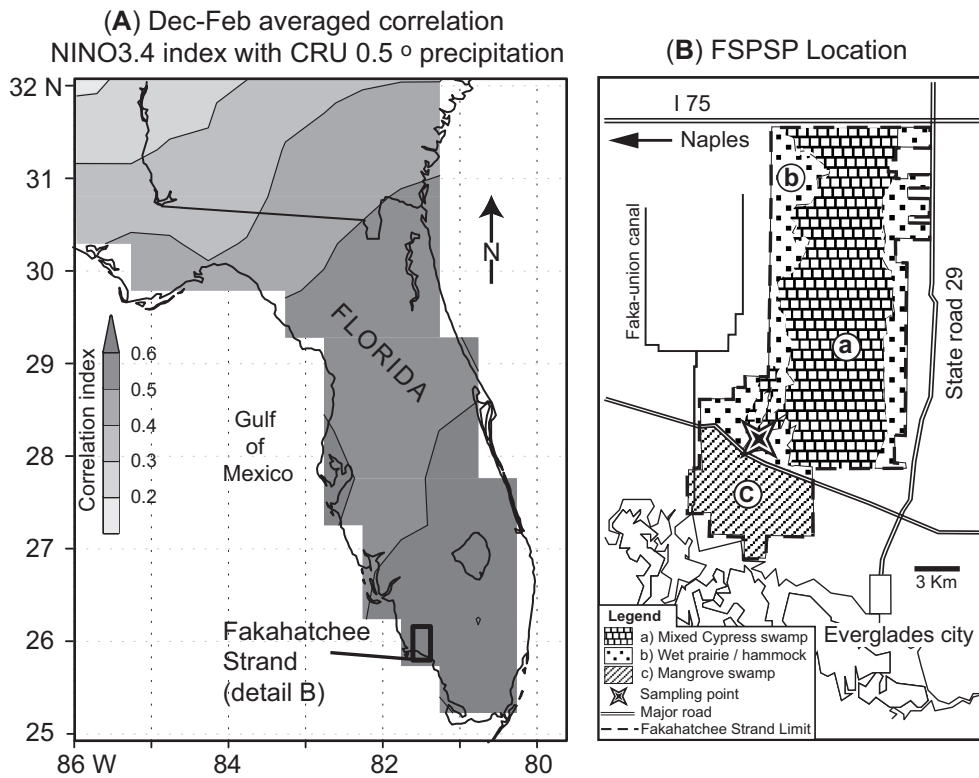 (A) Dec-Feb averaged correlation
NINO3.4 index with CRU 0.5 º precipitation
32 N
31
30
29
28
27
26
25
86 W
84
82
80
N
FLORIDA
Gulf
of
Mexico
Correlation index
0.6
0.5
0.4
0.3
0.2
Fakahatchee
Strand
(detail B)
(B) FSPSP Location
I 75
Naples
b
Faka-union canal
a
State road 29
c
3 Km
Everglades city
Legend
a) Mixed Cypress swamp
b) Wet prairie / hammock
c) Mangrove swamp
Sampling point
Major road
Fakahatchee Strand Limit